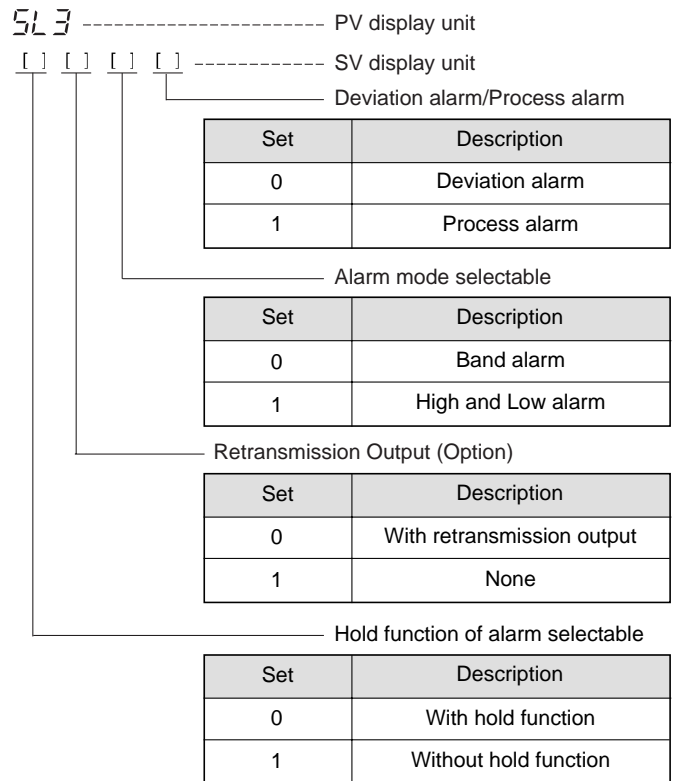 SL3 PV display unit
[ ] [ ] [ ] [ ] SV display unit
Deviation alarm/Process alarm
Set Description
0 Deviation alarm
1 Process alarm
Alarm mode selectable
Set Description
0 Band alarm
1 High and Low alarm
Retransmission Output (Option)
Set Description
0 With retransmission output
1 None
Hold function of alarm selectable
Set Description
0 With hold function
1 Without hold function